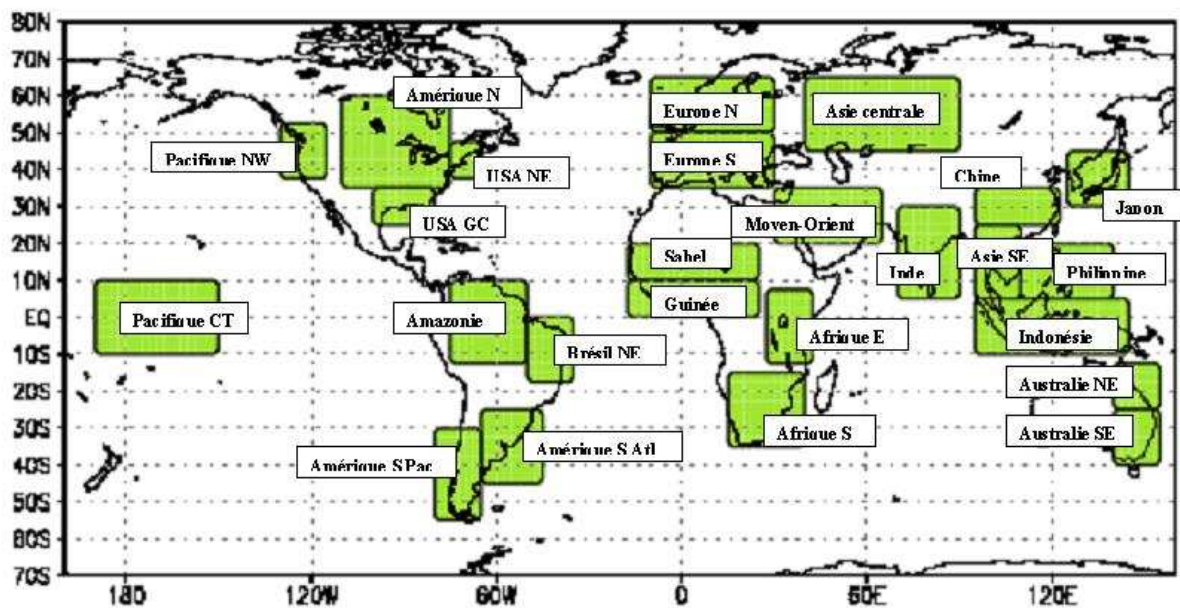 80N
70N
60N
50N
40N
30N
20N
10N
EQ
10S
20S
30S
40S
50S
60S
70S
80S
70S
Amérique N
Europe N
Asie centrale
Pacifique NW
Europe S
USA NE
Chine
USA GC
Moyen-Orient
Japon
Sahel
Inde
Asie SE
Philippine
Guinée
Pacifique CT
Amazonie
Afrique E
Indonésie
Brésil NE
Australie NE
Afrique S
Australie SE
Amérique S Pac
Amérique S Atl
180
120W
60W
0
60E
120E